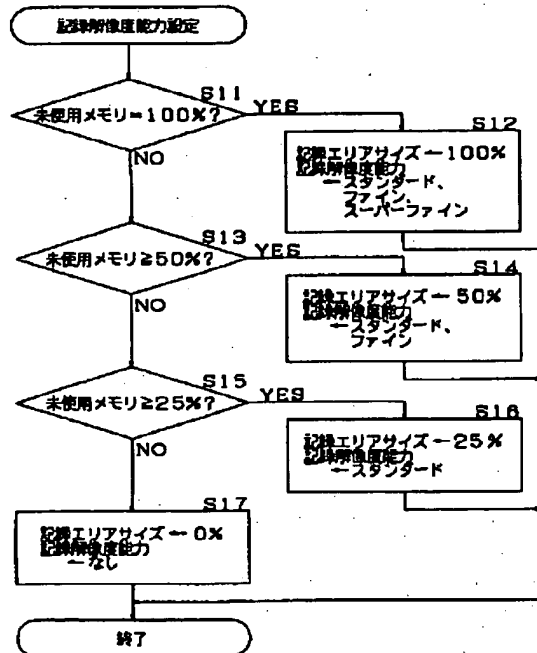 記録解像度能力設定
S11
未使用メモリ=100%?
YES
NO
S12
記録エリアサイズ←100%
記録解像度能力
←スタンダード、
ファイン、
スーパーファイン
S13
未使用メモリ≧50%?
YES
NO
S14
記録エリアサイズ←50%
記録解像度能力
←スタンダード、
ファイン
S15
未使用メモリ≧25%?
YES
NO
S16
記録エリアサイズ←25%
記録解像度能力
←スタンダード
S17
記録エリアサイズ←0%
記録解像度能力
←なし
終了